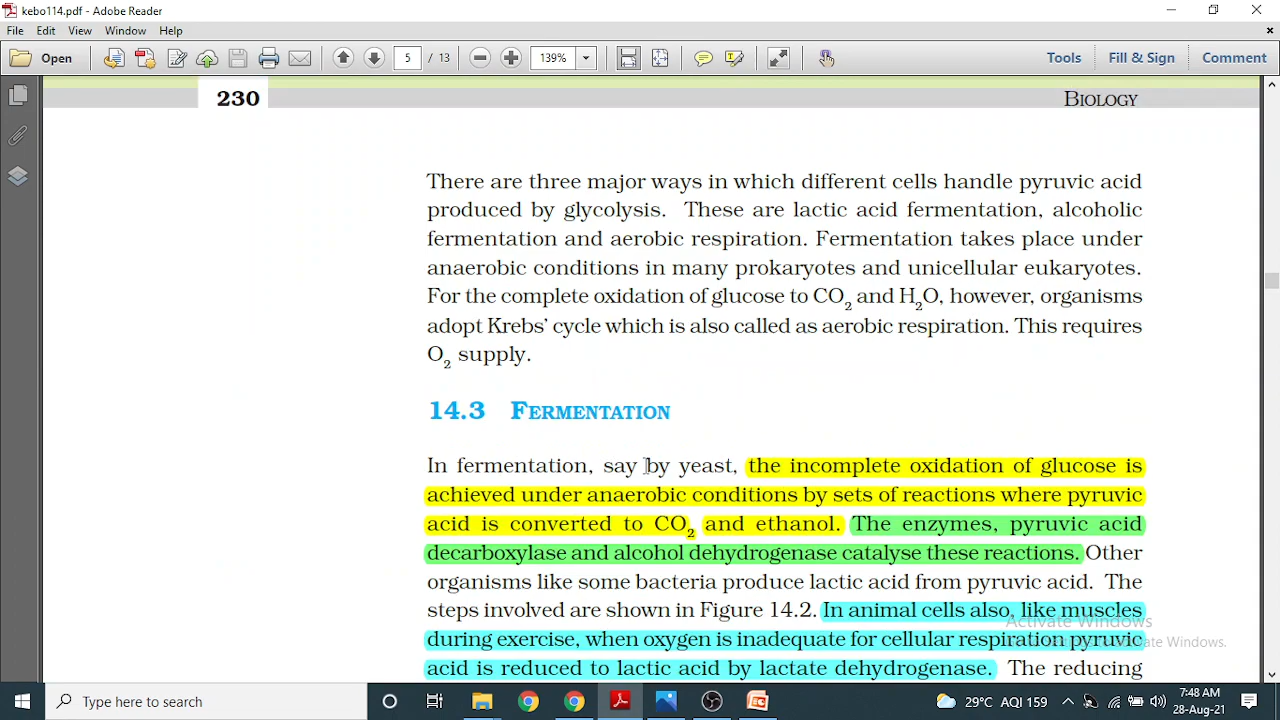 kebo114.pdf - Adobe Reader
File Edit View Window Help
Open 5 / 13 139% Tools Fill & Sign Comment
230 BIOLOGY
There are three major ways in which different cells handle pyruvic acid
produced by glycolysis. These are lactic acid fermentation, alcoholic
fermentation and aerobic respiration. Fermentation takes place under
anaerobic conditions in many prokaryotes and unicellular eukaryotes.
For the complete oxidation of glucose to CO2 and H2O, however, organisms
adopt Krebs' cycle which is also called as aerobic respiration. This requires
O2 supply.
14.3 FERMENTATION
In fermentation, say by yeast, the incomplete oxidation of glucose is
achieved under anaerobic conditions by sets of reactions where pyruvic
acid is converted to CO2 and ethanol. The enzymes, pyruvic acid
decarboxylase and alcohol dehydrogenase catalyse these reactions. Other
organisms like some bacteria produce lactic acid from pyruvic acid. The
steps involved are shown in Figure 14.2. In animal cells also, like muscles
during exercise, when oxygen is inadequate for cellular respiration pyruvic
acid is reduced to lactic acid by lactate dehydrogenase. The reducing
Activate Windows
Windows.
Type here to search
29°C AQI 159
7:48 AM
28-Aug-21